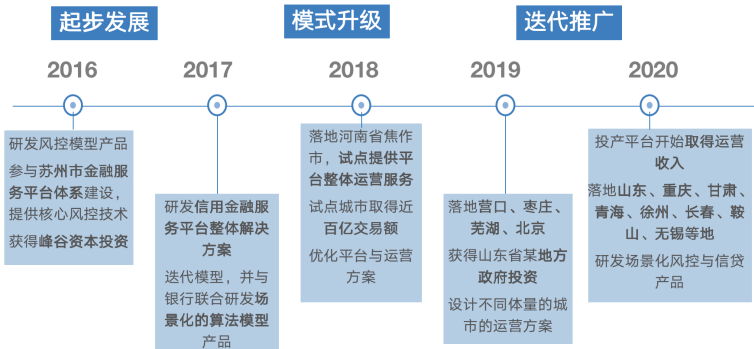 起步发展
模式升级
迭代推广
2016
2017
2018
2019
2020
研发风控模型产品
参与苏州市金融服
务平台体系建设，
提供核心风控技术
获得峰谷资本投资
研发信用金融服
务平台整体解决
方案
迭代模型，并与
银行联合研发场
景化的算法模型
产品
落地河南省焦作
市，试点提供平
台整体运营服务
试点城市取得近
百亿交易额
优化平台与运营
方案
落地营口、枣庄、
芜湖、北京
获得山东省某地方
政府投资
设计不同体量的城
市的运营方案
投产平台开始取得运营
收入
落地山东、重庆、甘肃、
青海、徐州、长春、鞍
山、无锡等地
研发场景化风控与信贷
产品